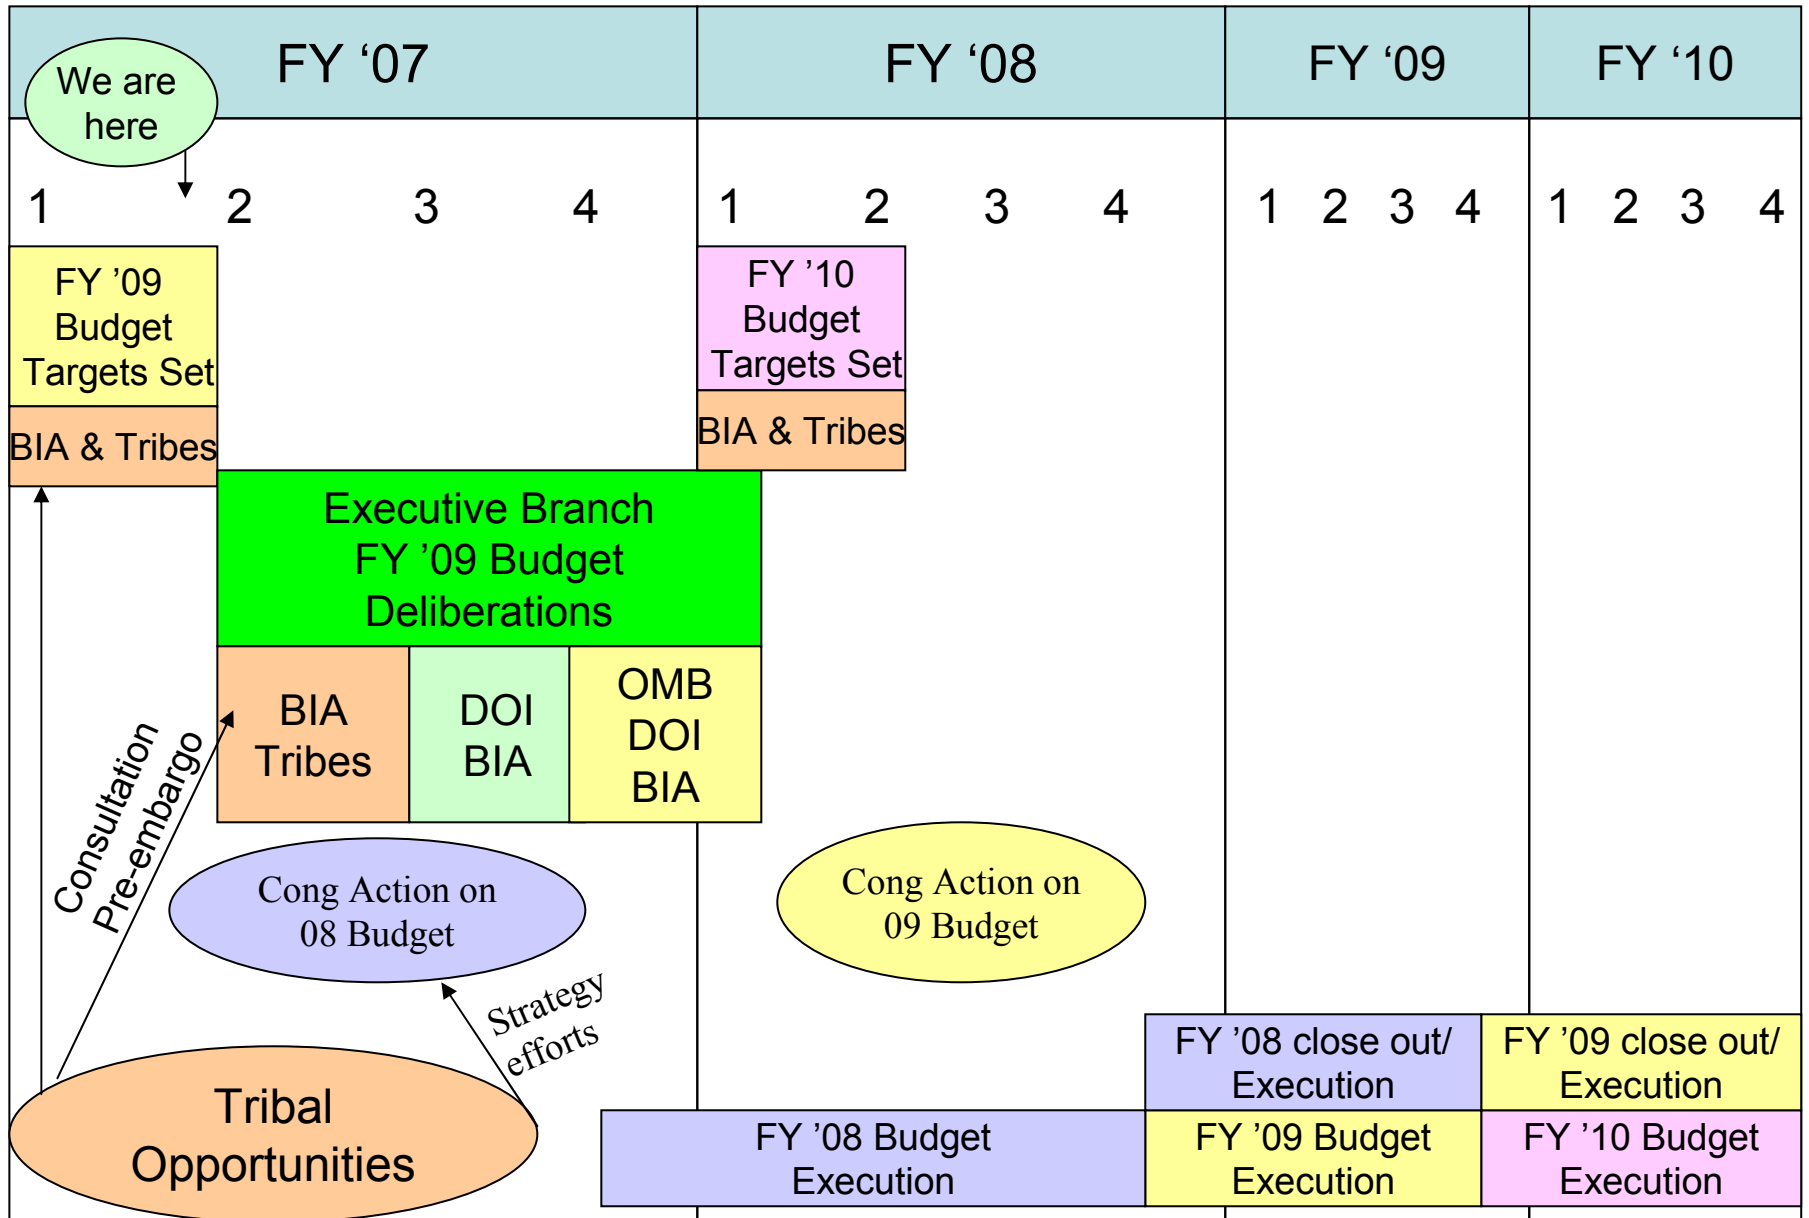 FY ‘07
FY ‘08
FY ‘09
FY ‘10
We are
here
1 2 3 4 1 2 3 4 1 2 3 4 1 2 3 4
FY ’09
Budget
Targets Set
BIA & Tribes
FY ’10
Budget
Targets Set
BIA & Tribes
Executive Branch
FY ’09 Budget
Deliberations
BIA
Tribes
DOI
BIA
OMB
DOI
BIA
Consultation
Pre-embargo
Cong Action on
08 Budget
Cong Action on
09 Budget
Strategy
efforts
Tribal
Opportunities
FY ’08 close out/
Execution
FY ’09 close out/
Execution
FY ’08 Budget
Execution
FY ’09 Budget
Execution
FY ’10 Budget
Execution